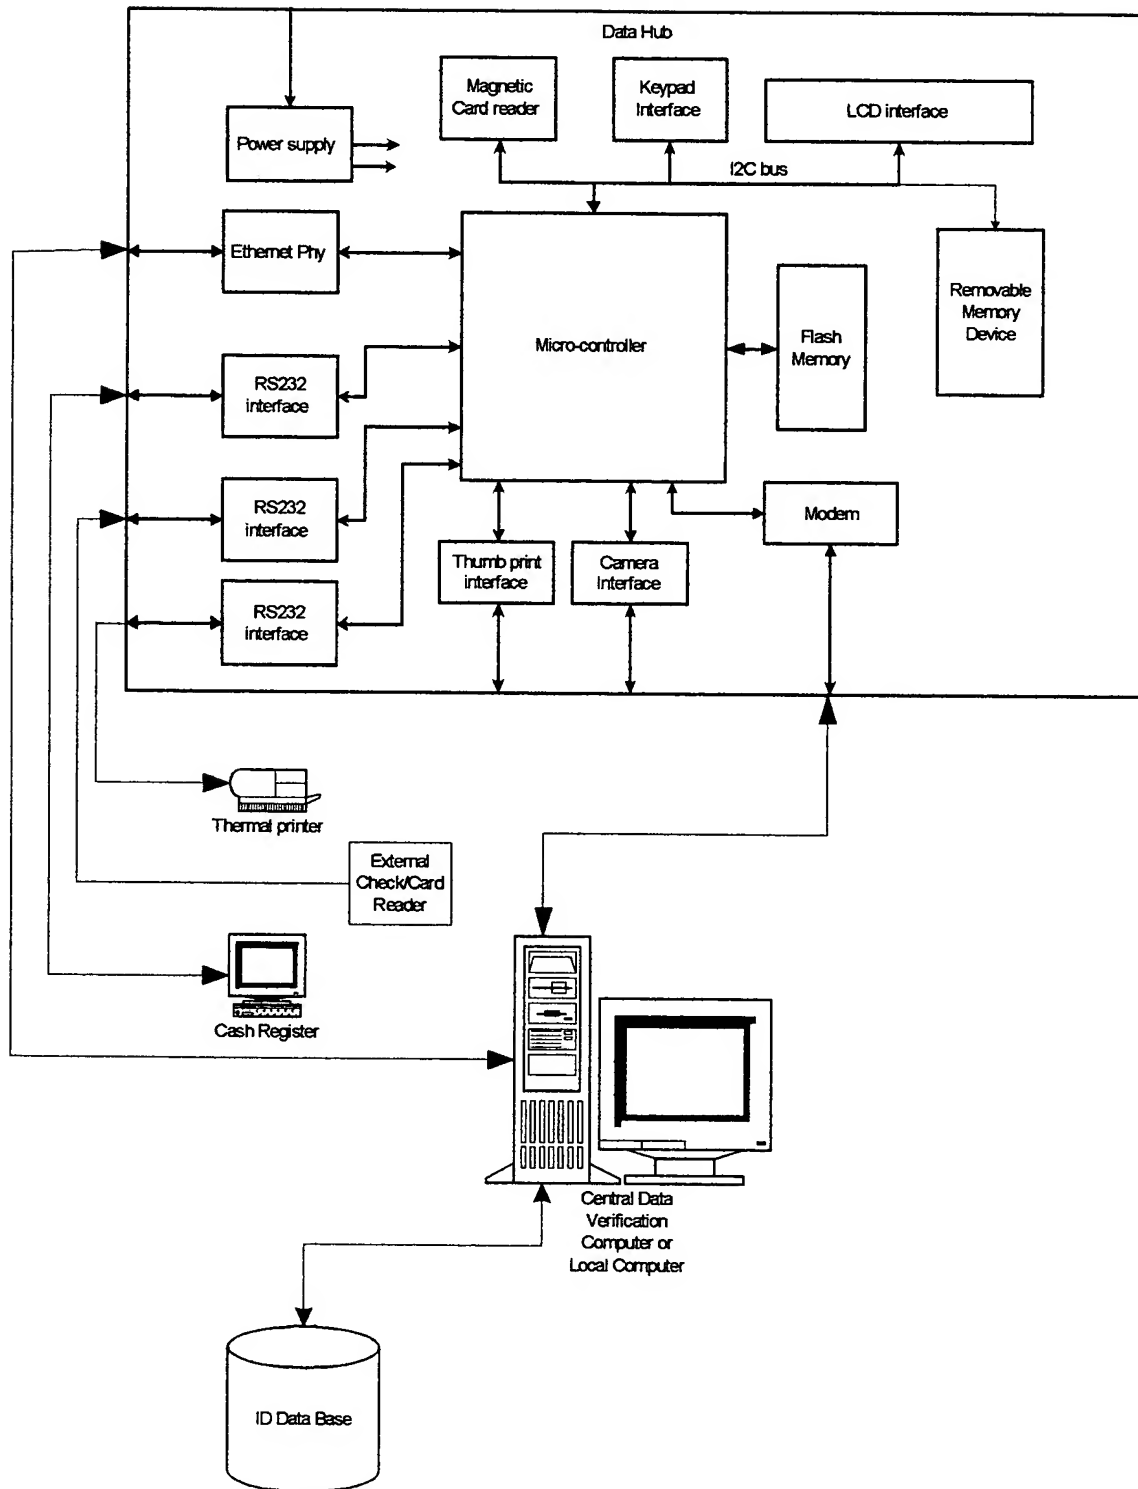 Data Hub
Magnetic
Card reader
Keypad
Interface
LCD interface
Power supply
I2C bus
Ethernet Phy
Removable
Memory
Device
Micro-controller
Flash
Memory
RS232
interface
RS232
interface
Modem
Thumb print
interface
Camera
Interface
RS232
interface
Thermal printer
External
Check/Card
Reader
Cash Register
Central Data
Verification
Computer or
Local Computer
ID Data Base